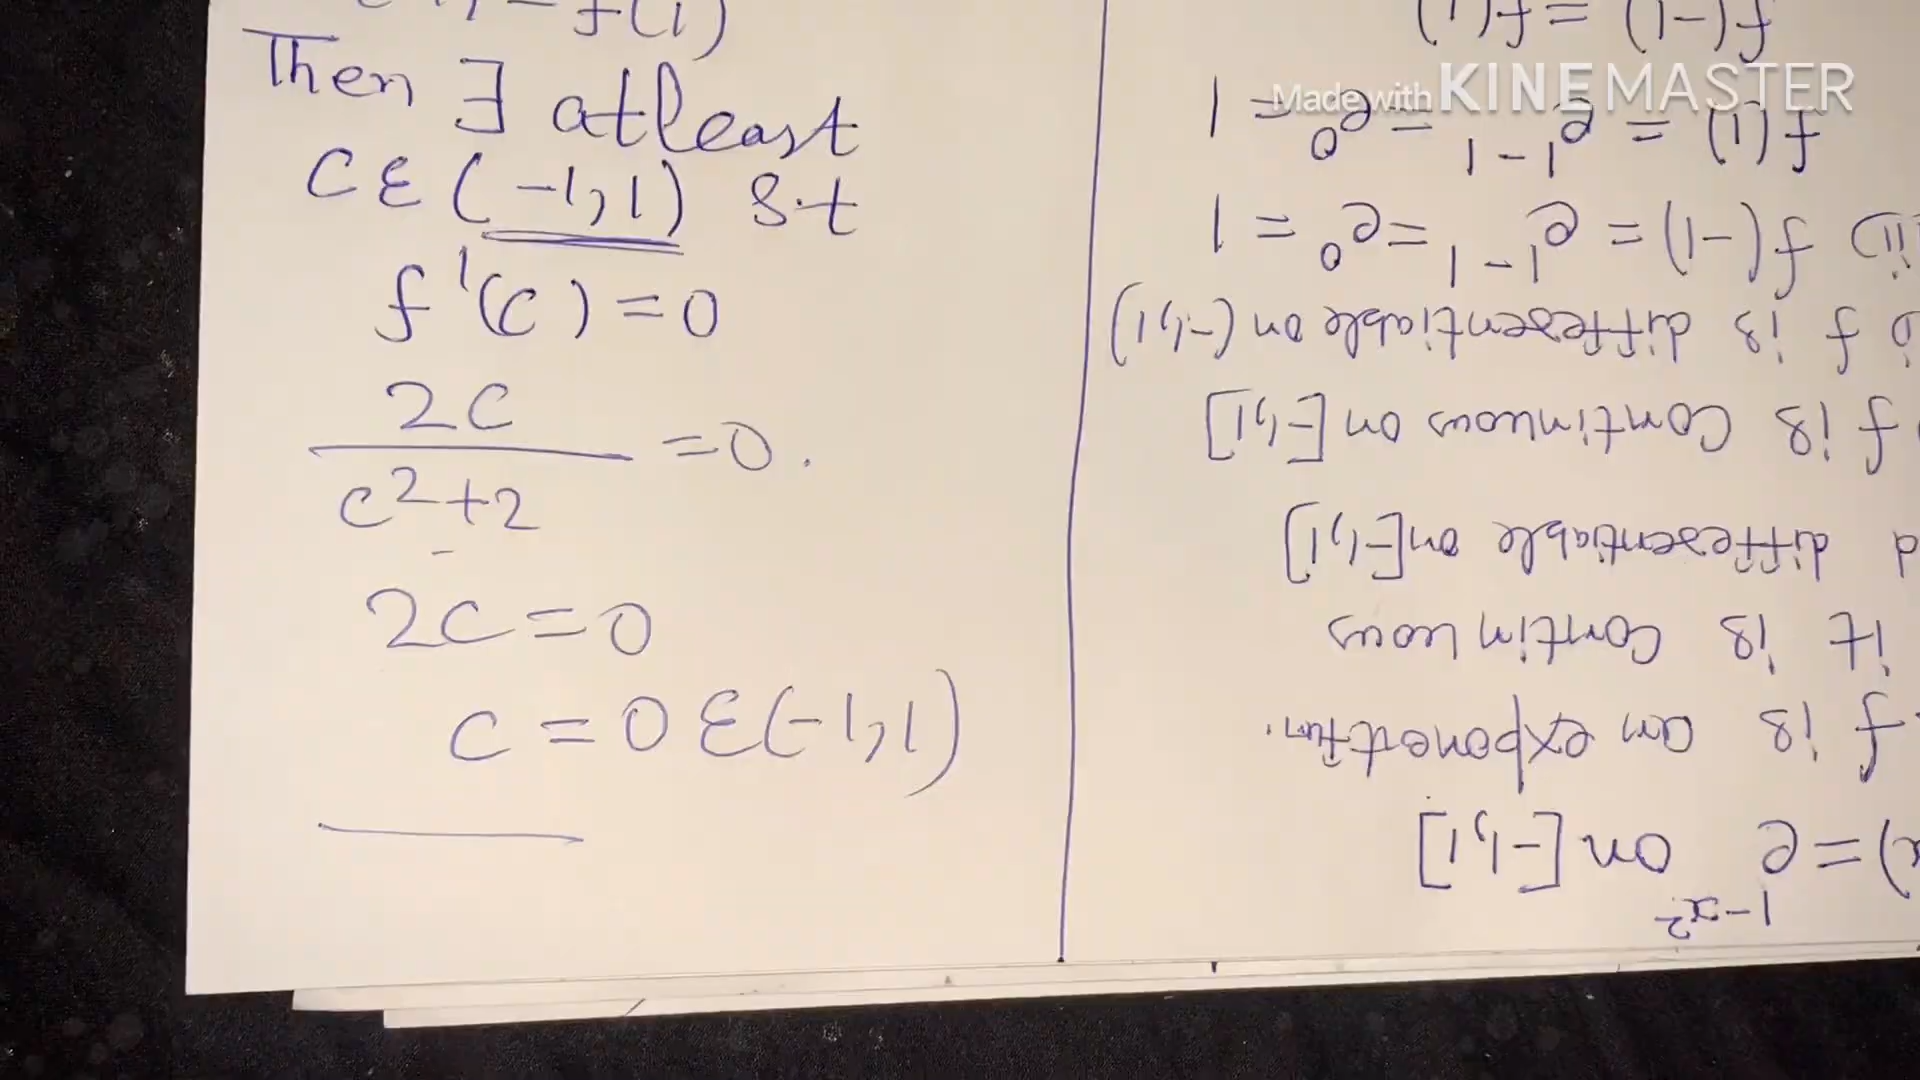 f(1)
Then ∃ atleast
C ε (-1,1) s.t
f'(c) = 0
2C / c²+2 = 0.
2C = 0
c = 0 ε (-1,1)
= e^{1-x²} on [-1,1]
f is an exponential fun.
it is continuous
differentiable on [-1,1]
f is continuous on [-1,1]
f is differentiable on (-1,1)
f(-1) = e^{1-1} = e^0 = 1
f(1) = e^{1-1} = e^0 = 1
f(-1) = f(1)
Made with KINEMASTER